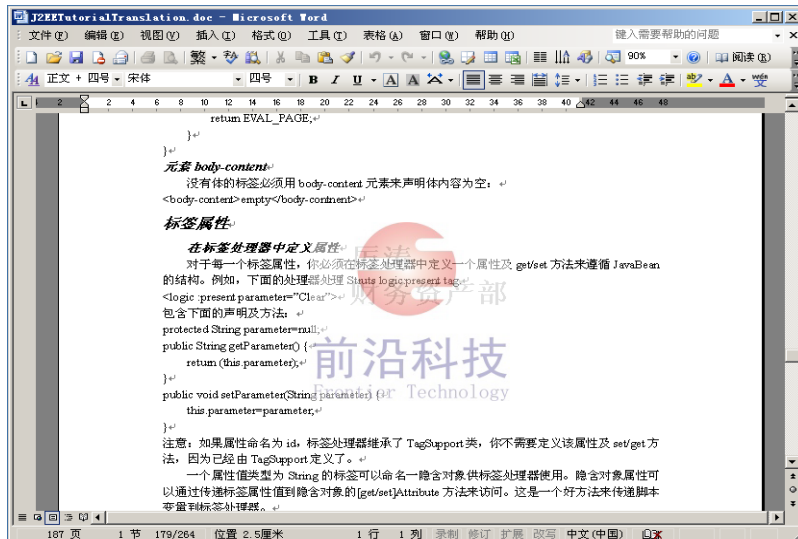 J2EETutorialTranslation.doc - Microsoft Word
文件(F) 编辑(E) 视图(V) 插入(I) 格式(O) 工具(T) 表格(A) 窗口(W) 帮助(H) 键入需要帮助的问题
90% 阅读(R)
正文 + 四号 宋体 四号 B I U A A A wén 变
L 2 2 4 6 8 10 12 14 16 18 20 22 24 26 28 30 32 34 36 38 40 42 44 46 48
return EVAL_PAGE;
}
}
元素 body-content
没有体的标签必须用 body-content 元素来声明体内容为空：
<body-content>empty</body-contnent>
标签属性
在标签处理器中定义属性
对于每一个标签属性，你必须在标签处理器中定义一个属性及 get/set 方法来遵循 JavaBean
的结构。例如，下面的处理器处理 Struts logic:present tag.
<logic :present parameter="Clear">
财务资产部
包含下面的声明及方法：
protected String parameter=null;
public String getParameter() {
前沿科技
return (this.parameter);
}
Frontier Technology
public void setParameter(String parameter) {
this.parameter=parameter;
}
注意：如果属性命名为 id，标签处理器继承了 TagSupport 类，你不需要定义该属性及 set/get 方
法，因为已经由 TagSupport 定义了。
一个属性值类型为 String 的标签可以命名一隐含对象供标签处理器使用。隐含对象属性可
以通过传递标签属性值到隐含对象的[get/set]Attribute 方法来访问。这是一个好方法来传递脚本
变量到标签处理器。
187 页 1 节 179/264 位置 2.5厘米 1 行 1 列 录制 修订 扩展 改写 中文(中国)